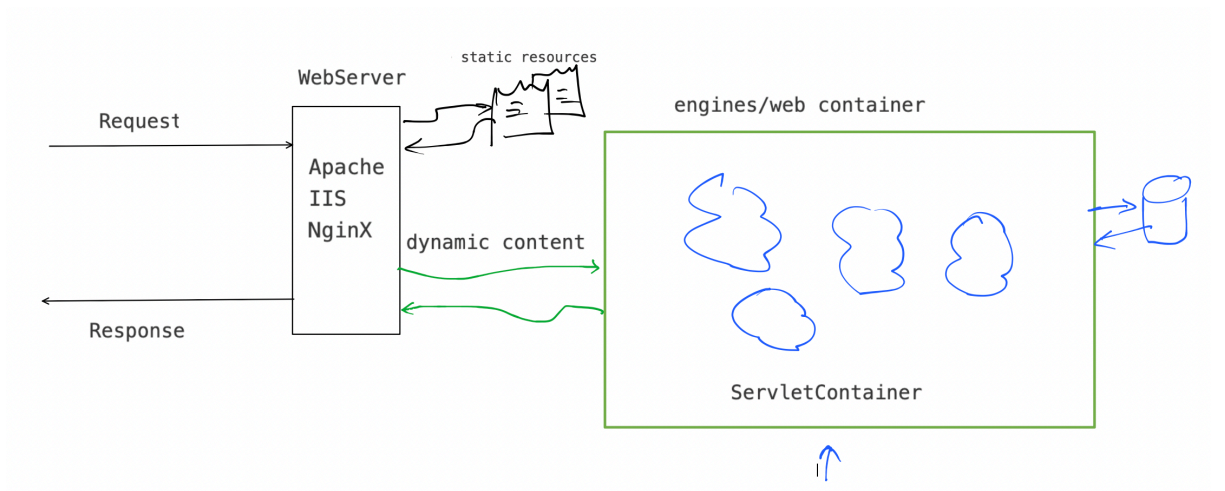 static resources
WebServer
engines/web container
Request
Apache
IIS
NginX
dynamic content
Response
ServletContainer